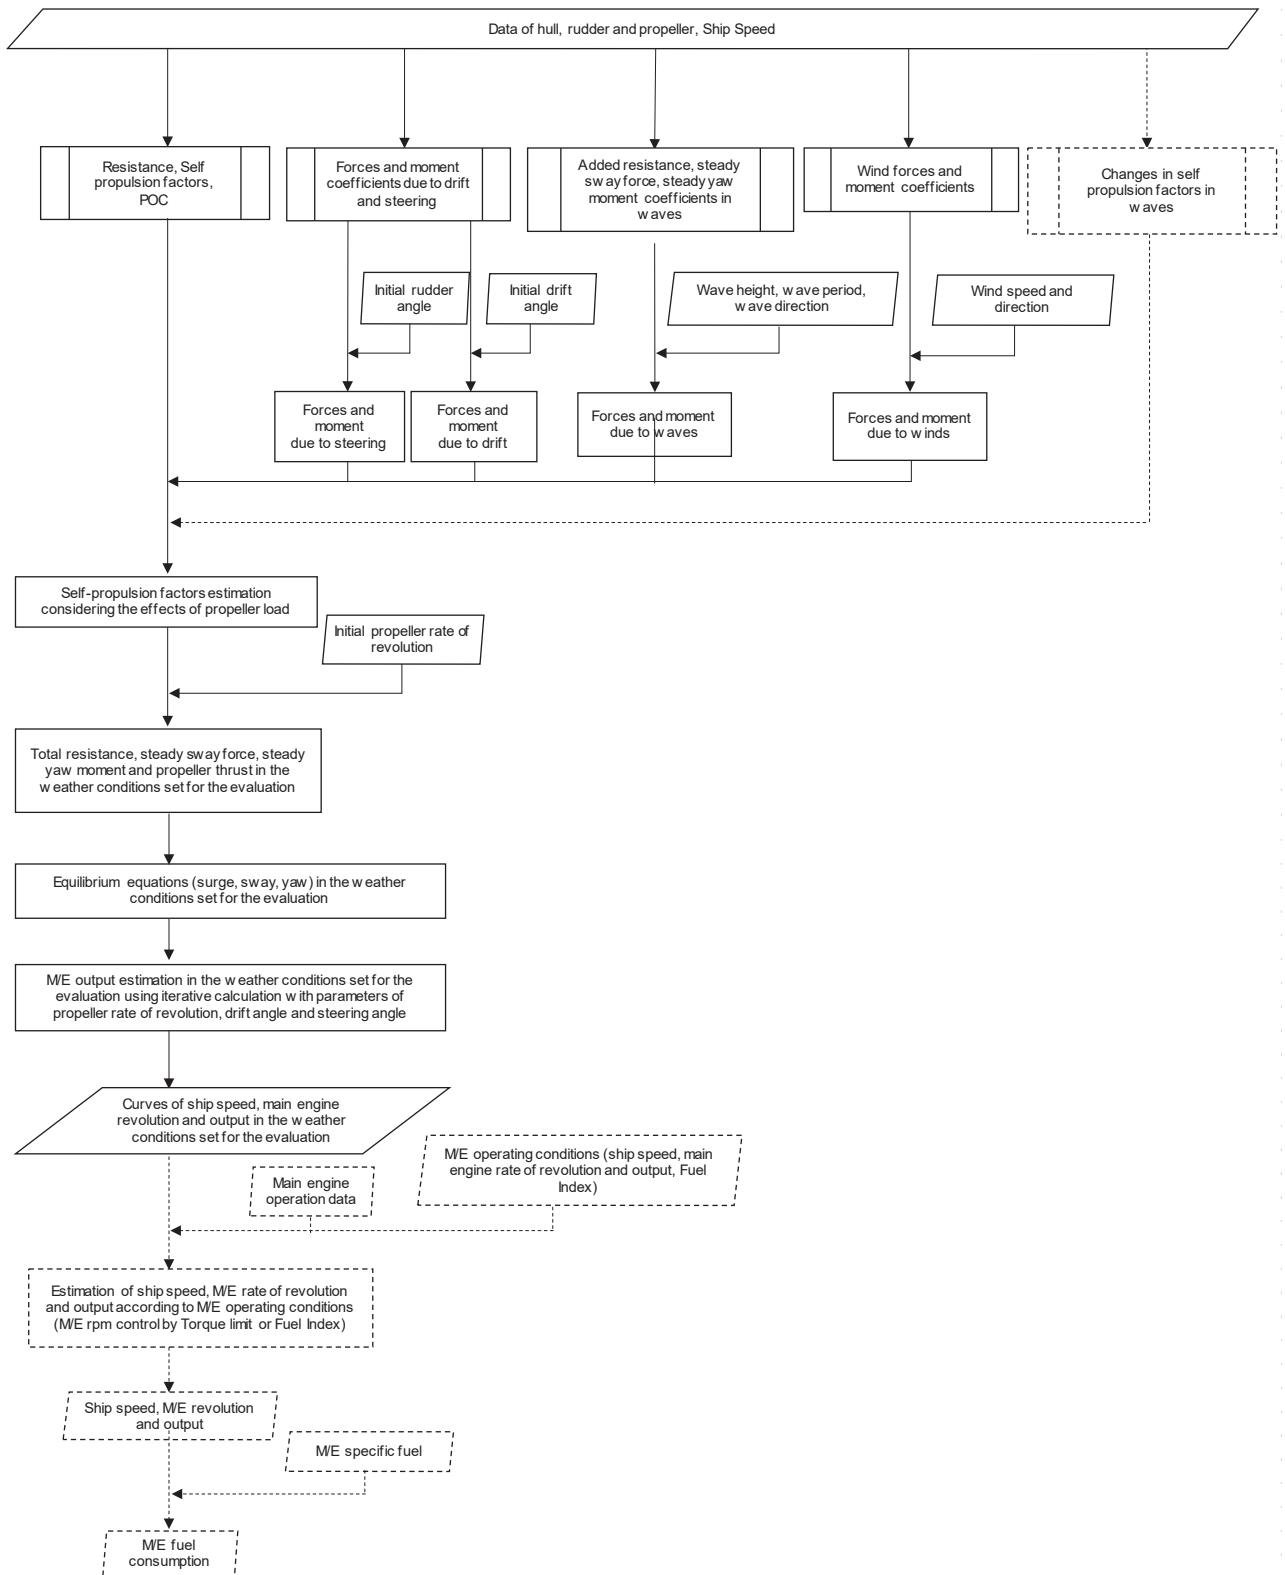 Data of hull, rudder and propeller, Ship Speed
Resistance, Self
propulsion factors,
POC
Forces and moment
coefficients due to drift
and steering
Added resistance, steady
sway force, steady yaw
moment coefficients in
waves
Wind forces and
moment coefficients
Changes in self
propulsion factors in
waves
Initial rudder
angle
Initial drift
angle
Wave height, wave period,
wave direction
Wind speed and
direction
Forces and
moment
due to steering
Forces and
moment
due to drift
Forces and moment
due to waves
Forces and moment
due to winds
Self-propulsion factors estimation
considering the effects of propeller load
Initial propeller rate of
revolution
Total resistance, steady sway force, steady
yaw moment and propeller thrust in the
weather conditions set for the evaluation
Equilibrium equations (surge, sway, yaw) in the weather
conditions set for the evaluation
M/E output estimation in the weather conditions set for the
evaluation using iterative calculation with parameters of
propeller rate of revolution, drift angle and steering angle
Curves of ship speed, main engine
revolution and output in the weather
conditions set for the evaluation
Main engine
operation data
M/E operating conditions (ship speed, main
engine rate of revolution and output, Fuel
Index)
Estimation of ship speed, M/E rate of revolution
and output according to M/E operating conditions
(M/E rpm control by Torque limit or Fuel Index)
Ship speed, M/E revolution
and output
M/E specific fuel
M/E fuel
consumption